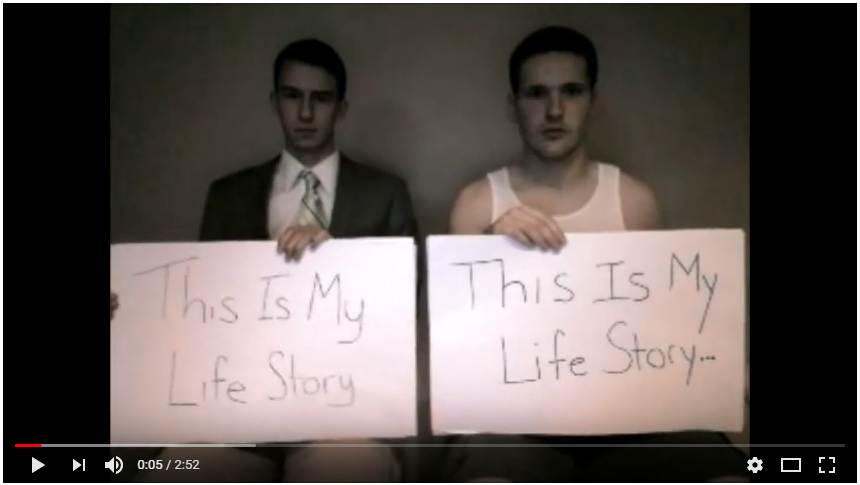 This Is My
Life Story
This Is My
Life Story...
0:05 / 2:52